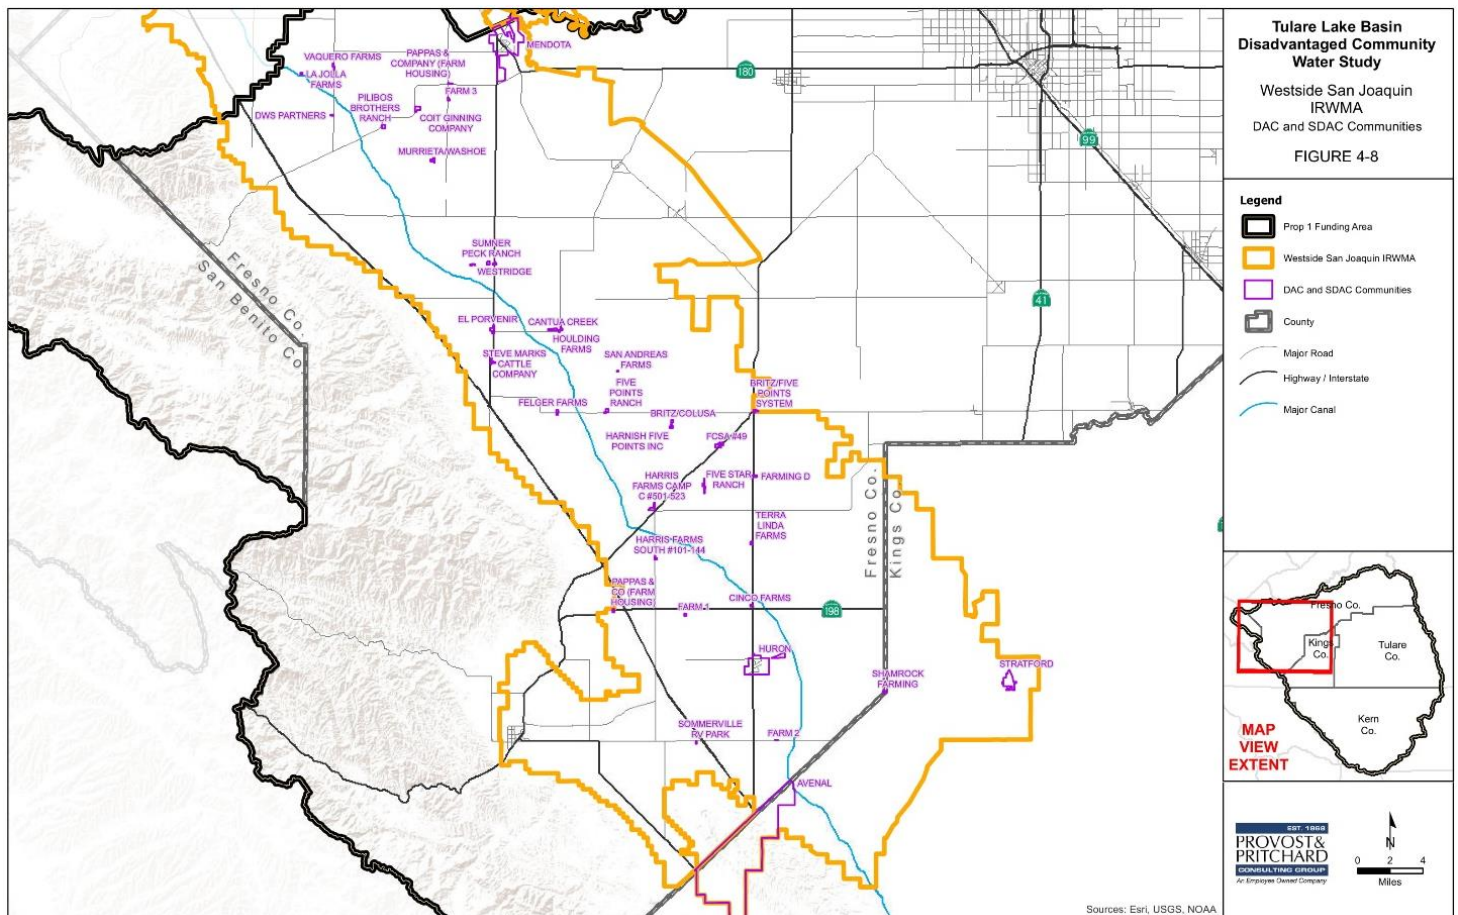 Tulare Lake Basin
Disadvantaged Community
Water Study
Westside San Joaquin
IRWMA
DAC and SDAC Communities
FIGURE 4-8
Legend
Prop 1 Funding Area
Westside San Joaquin IRWMA
DAC and SDAC Communities
County
Major Road
Highway / Interstate
Major Canal
MENDOTA
VAQUERO FARMS
PAPPAS &
COMPANY (FARM
HOUSING)
LA JOLLA
FARMS
FARM 3
PILIBOS
BROTHERS
RANCH
DWS PARTNERS
COIT GINNING
COMPANY
MURRIETA/WASHOE
180
99
41
198
Fresno Co.
San Benito Co.
SUMNER
PECK RANCH
WESTRIDGE
EL PORVENIR
CANTUA CREEK
HOULDING
FARMS
STEVE MARKS
CATTLE
COMPANY
SAN ANDREAS
FARMS
FIVE
POINTS
RANCH
BRITZ/FIVE
POINTS
SYSTEM
FELGER FARMS
BRITZ/COLUSA
HARNISH FIVE
POINTS INC
FCSA #49
HARRIS
FARMS CAMP
C #501-523
FIVE STAR
RANCH
FARMING D
TERRA
LINDA
FARMS
Fresno Co.
Kings Co.
HARRIS FARMS
SOUTH #101-144
PAPPAS &
CO (FARM
HOUSING)
FARM 1
CINCO FARMS
HURON
SHAMROCK
FARMING
STRATFORD
SOMMERVILLE
RV PARK
FARM 2
AVENAL
Fresno Co.
Kings
Co.
Tulare
Co.
Kern
Co.
MAP
VIEW
EXTENT
EST. 1968
PROVOST&
PRITCHARD
CONSULTING GROUP
An Employee Owned Company
N
0 2 4
Miles
Sources: Esri, USGS, NOAA